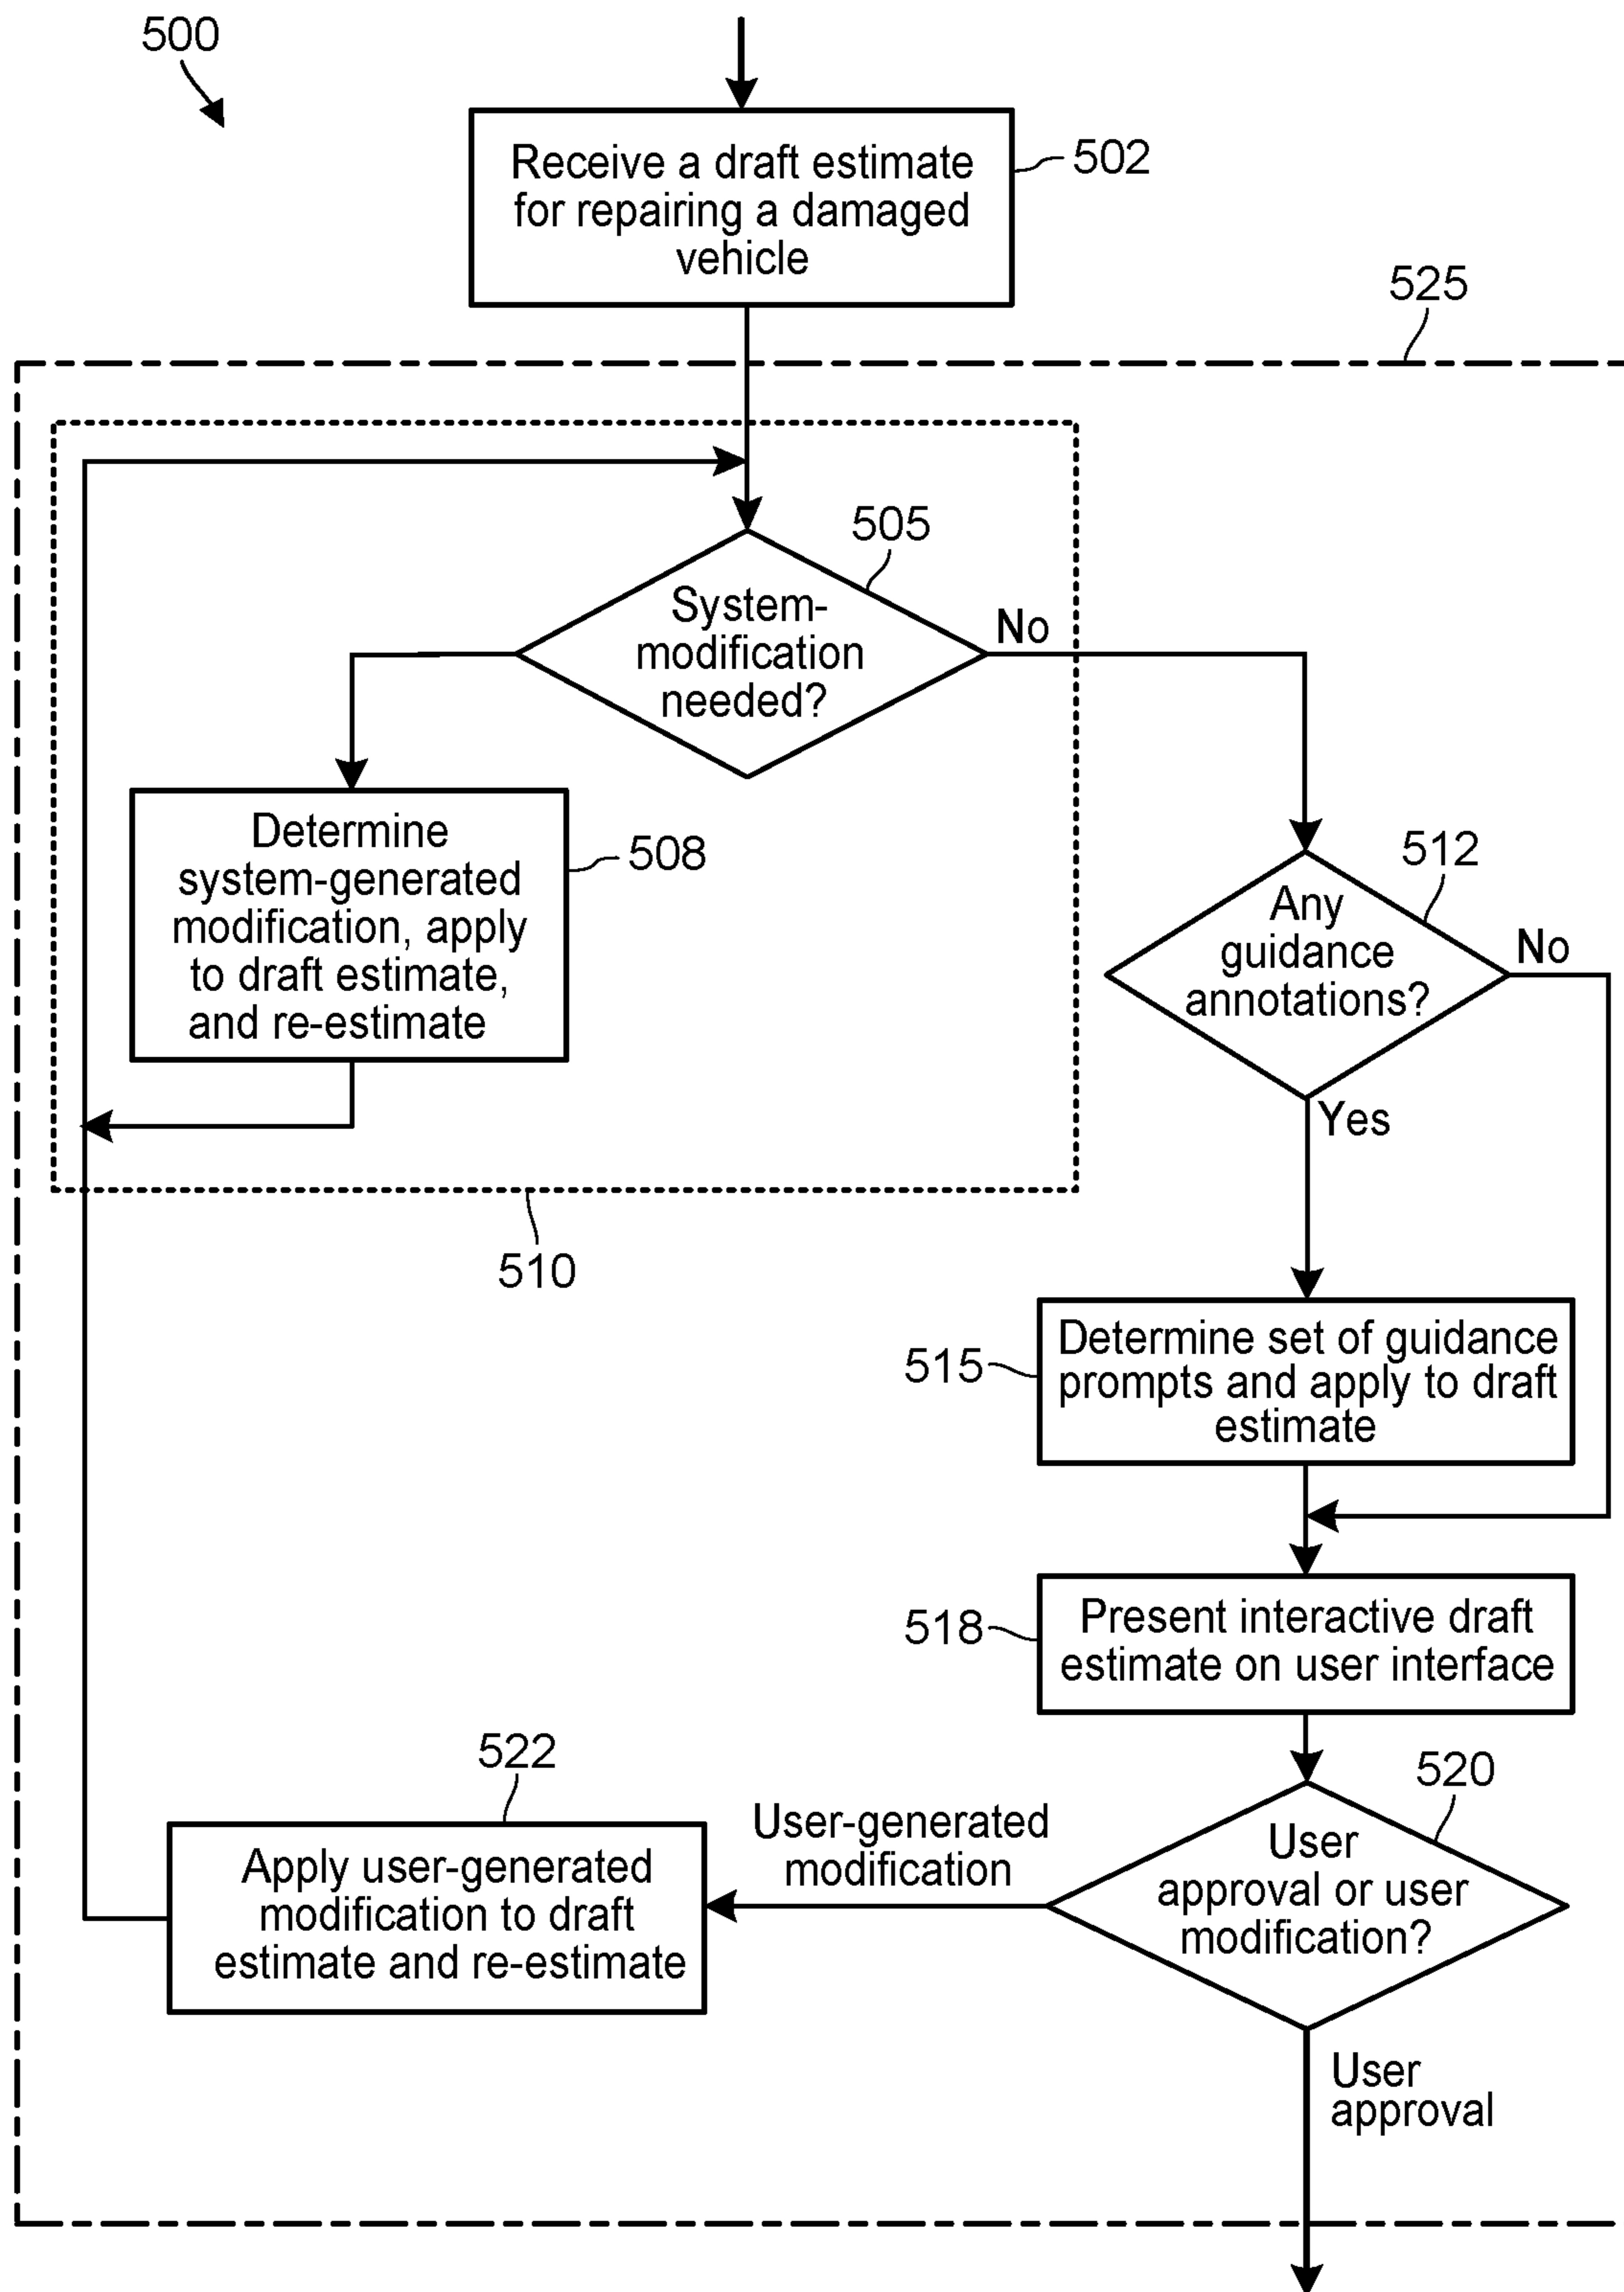 500
Receive a draft estimate
for repairing a damaged
vehicle
502
525
505
System-
modification
needed?
No
Determine
system-generated
modification, apply
to draft estimate,
and re-estimate
508
512
Any
guidance
annotations?
No
Yes
510
515
Determine set of guidance
prompts and apply to draft
estimate
518
Present interactive draft
estimate on user interface
522
Apply user-generated
modification to draft
estimate and re-estimate
User-generated
modification
520
User
approval or user
modification?
User
approval